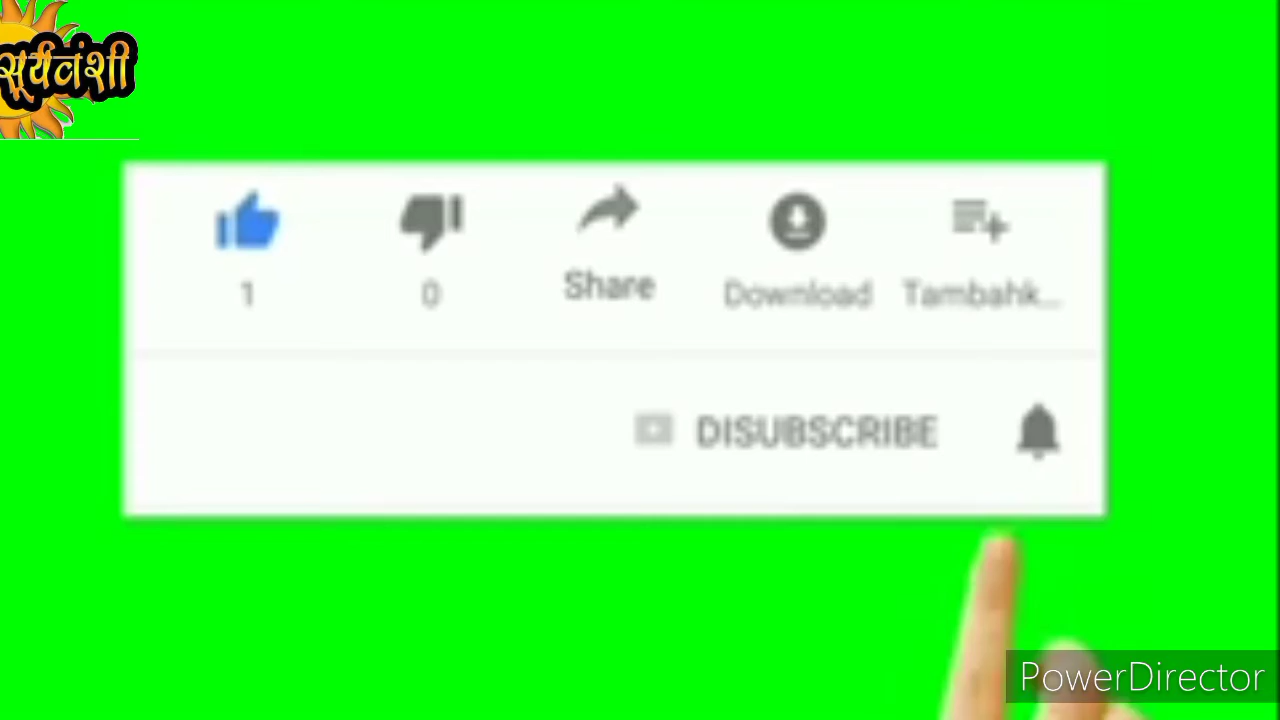 सूर्यवंशी
1
0
Share
Download
Tambahk...
DISUBSCRIBE
PowerDirector